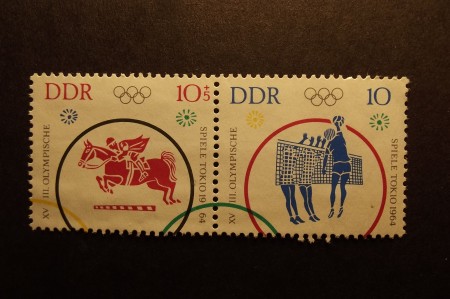 DDR 10+5
XVIII OLYMPISCHE
SPIELE TOKIO 1964
DDR 10
XVIII OLYMPISCHE
SPIELE TOKIO 1964